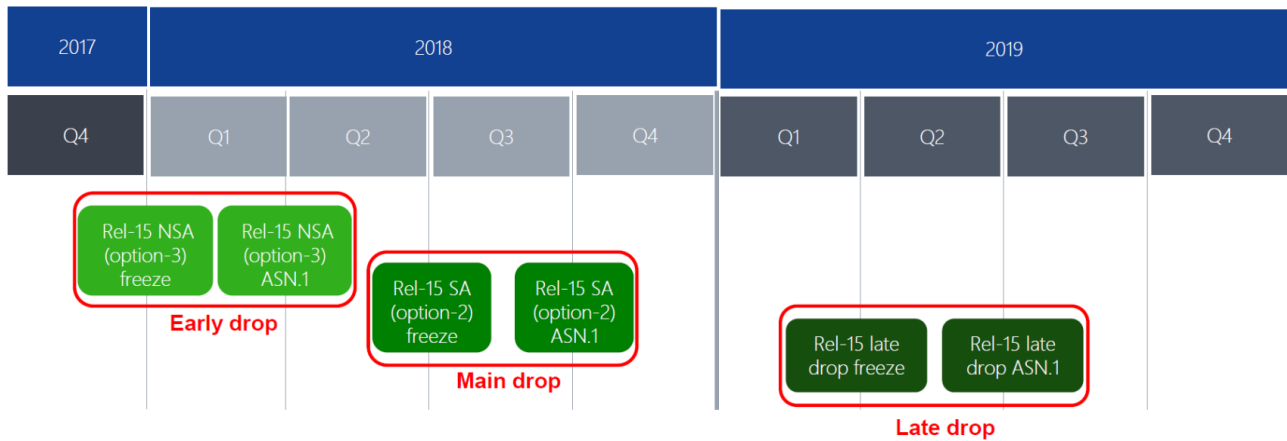 2017
2018
2019
Q4
Q1
Q2
Q3
Q4
Q1
Q2
Q3
Q4
Rel-15 NSA
(option-3)
freeze
Rel-15 NSA
(option-3)
ASN.1
Early drop
Rel-15 SA
(option-2)
freeze
Rel-15 SA
(option-2)
ASN.1
Main drop
Rel-15 late
drop freeze
Rel-15 late
drop ASN.1
Late drop